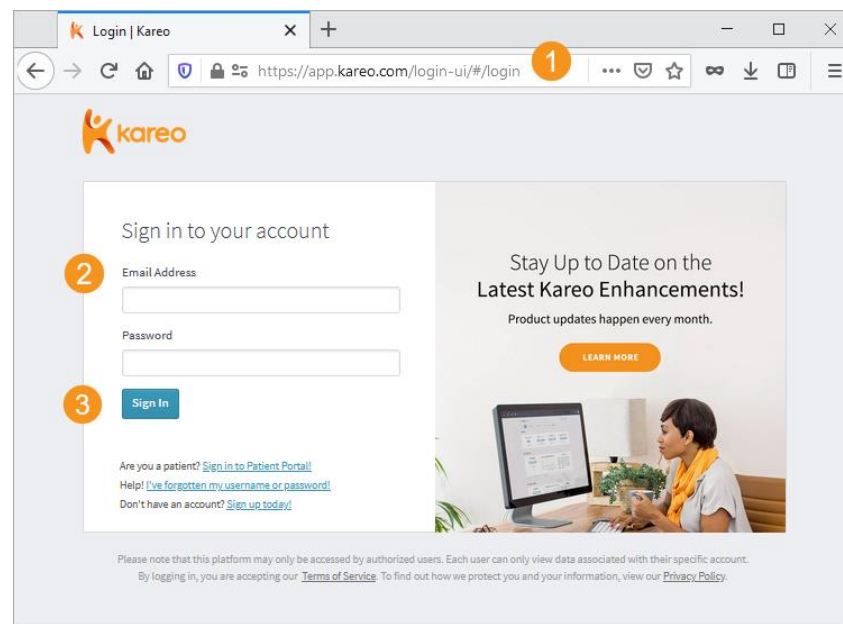 Login | Kareo
https://app.kareo.com/login-ui/#/login
1
kareo
Sign in to your account
2
Email Address
Password
3
Sign In
Are you a patient? Sign in to Patient Portal!
Help! I've forgotten my username or password!
Don't have an account? Sign up today!
Stay Up to Date on the
Latest Kareo Enhancements!
Product updates happen every month.
LEARN MORE
Please note that this platform may only be accessed by authorized users. Each user can only view data associated with their specific account.
By logging in, you are accepting our Terms of Service. To find out how we protect you and your information, view our Privacy Policy.